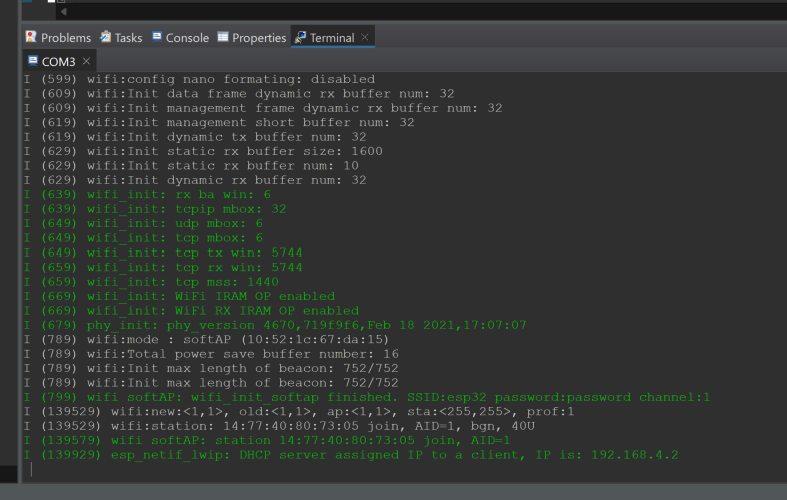 Problems Tasks Console Properties Terminal
COM3
I (599) wifi:config nano formating: disabled
I (609) wifi:Init data frame dynamic rx buffer num: 32
I (609) wifi:Init management frame dynamic rx buffer num: 32
I (619) wifi:Init management short buffer num: 32
I (619) wifi:Init dynamic tx buffer num: 32
I (629) wifi:Init static rx buffer size: 1600
I (629) wifi:Init static rx buffer num: 10
I (629) wifi:Init dynamic rx buffer num: 32
I (639) wifi_init: rx ba win: 6
I (639) wifi_init: tcpip mbox: 32
I (649) wifi_init: udp mbox: 6
I (649) wifi_init: tcp mbox: 6
I (649) wifi_init: tcp tx win: 5744
I (659) wifi_init: tcp rx win: 5744
I (659) wifi_init: tcp mss: 1440
I (669) wifi_init: WiFi IRAM OP enabled
I (669) wifi_init: WiFi RX IRAM OP enabled
I (679) phy_init: phy_version 4670,719f9f6,Feb 18 2021,17:07:07
I (789) wifi:mode : softAP (10:52:1c:67:da:15)
I (789) wifi:Total power save buffer number: 16
I (789) wifi:Init max length of beacon: 752/752
I (789) wifi:Init max length of beacon: 752/752
I (799) wifi softAP: wifi_init_softap finished. SSID:esp32 password:password channel:1
I (139529) wifi:new:<1,1>, old:<1,1>, ap:<1,1>, sta:<255,255>, prof:1
I (139529) wifi:station: 14:77:40:80:73:05 join, AID=1, bgn, 40U
I (139579) wifi softAP: station 14:77:40:80:73:05 join, AID=1
I (139929) esp_netif_lwip: DHCP server assigned IP to a client, IP is: 192.168.4.2